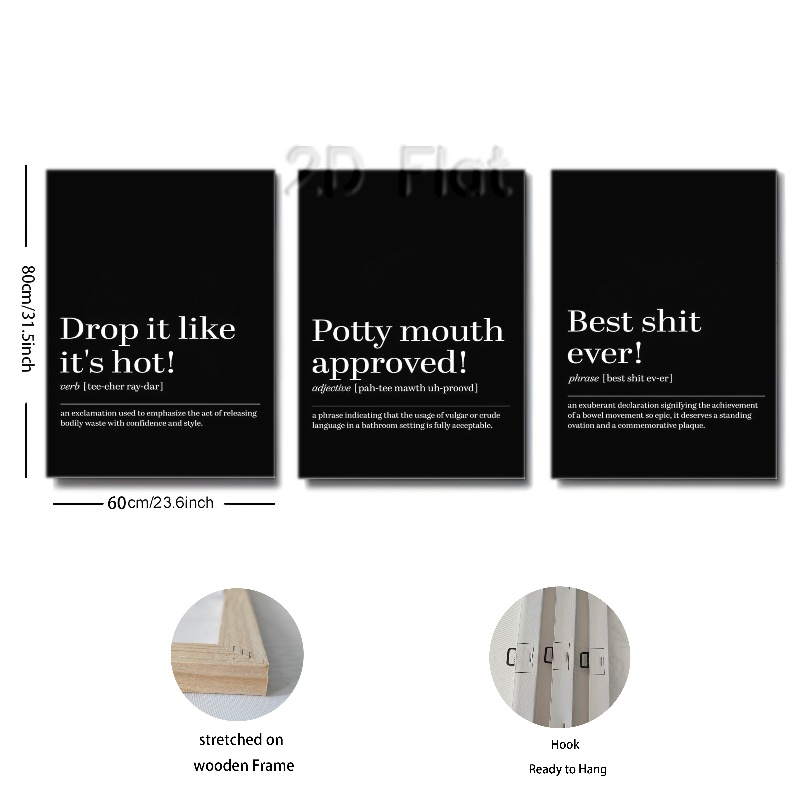 2D Flat
80cm/31.5inch
Drop it like
it's hot!
verb [tee-cher ray-dar]
an exclamation used to emphasize the act of releasing
bodily waste with confidence and style.
Potty mouth
approved!
adjective [pah-tee mawth uh-proovd]
a phrase indicating that the usage of vulgar or crude
language in a bathroom setting is fully acceptable.
Best shit
ever!
phrase [best shit ev-er]
an exuberant declaration signifying the achievement
of a bowel movement so epic, it deserves a standing
ovation and a commemorative plaque.
60cm/23.6inch
stretched on
wooden Frame
Hook
Ready to Hang